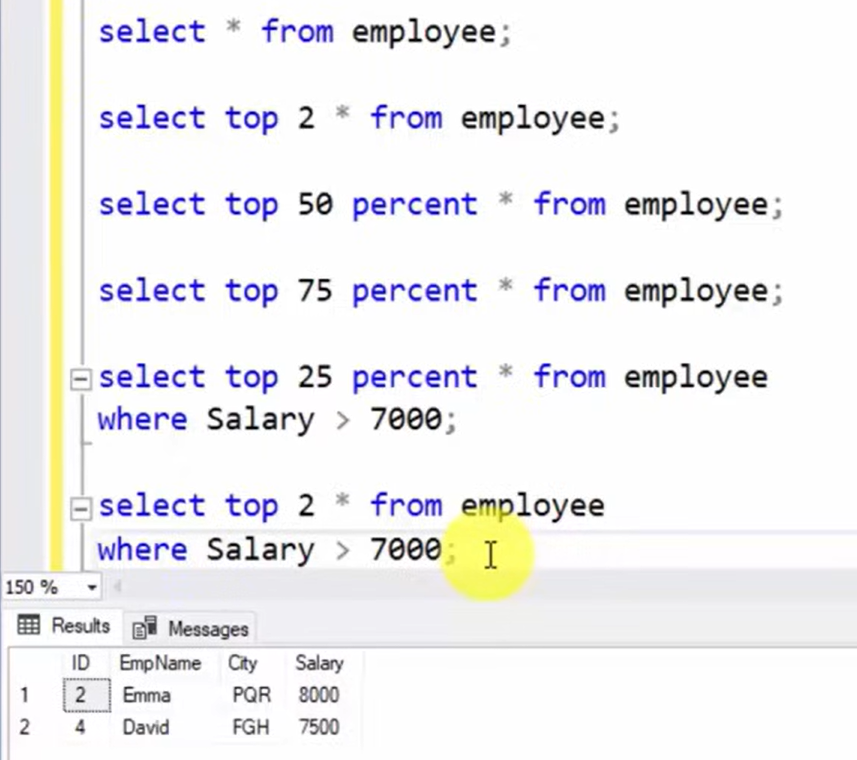 select * from employee;
select top 2 * from employee;
select top 50 percent * from employee;
select top 75 percent * from employee;
select top 25 percent * from employee
where Salary > 7000;
select top 2 * from employee
where Salary > 7000;
150 %
Results Messages
ID EmpName City Salary
1 2 Emma PQR 8000
2 4 David FGH 7500